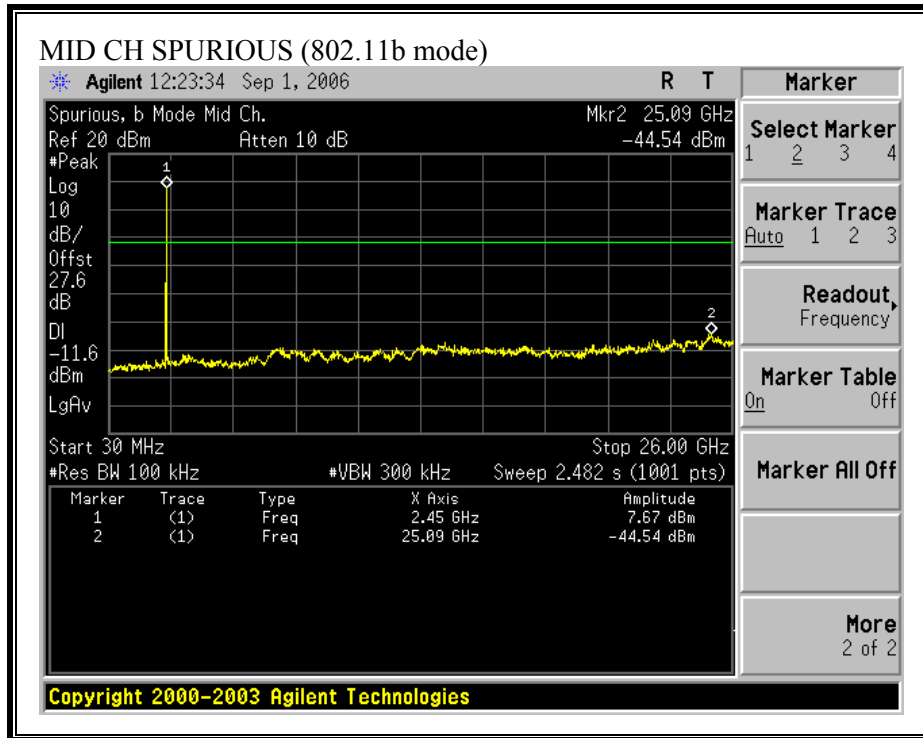 MID CH SPURIOUS (802.11b mode)
Agilent 12:23:34 Sep 1, 2006 R T
Spurious, b Mode Mid Ch. Mkr2 25.09 GHz
Ref 20 dBm Atten 10 dB -44.54 dBm
#Peak
Log
10
dB/
Offst
27.6
dB
DI
-11.6
dBm
LgAv
1
2
Start 30 MHz Stop 26.00 GHz
#Res BW 100 kHz #VBW 300 kHz Sweep 2.482 s (1001 pts)
Marker Trace Type X Axis Amplitude
1 (1) Freq 2.45 GHz 7.67 dBm
2 (1) Freq 25.09 GHz -44.54 dBm
Marker
Select Marker
1 2 3 4
Marker Trace
Auto 1 2 3
Readout
Frequency
Marker Table
On Off
Marker All Off
More
2 of 2
Copyright 2000-2003 Agilent Technologies